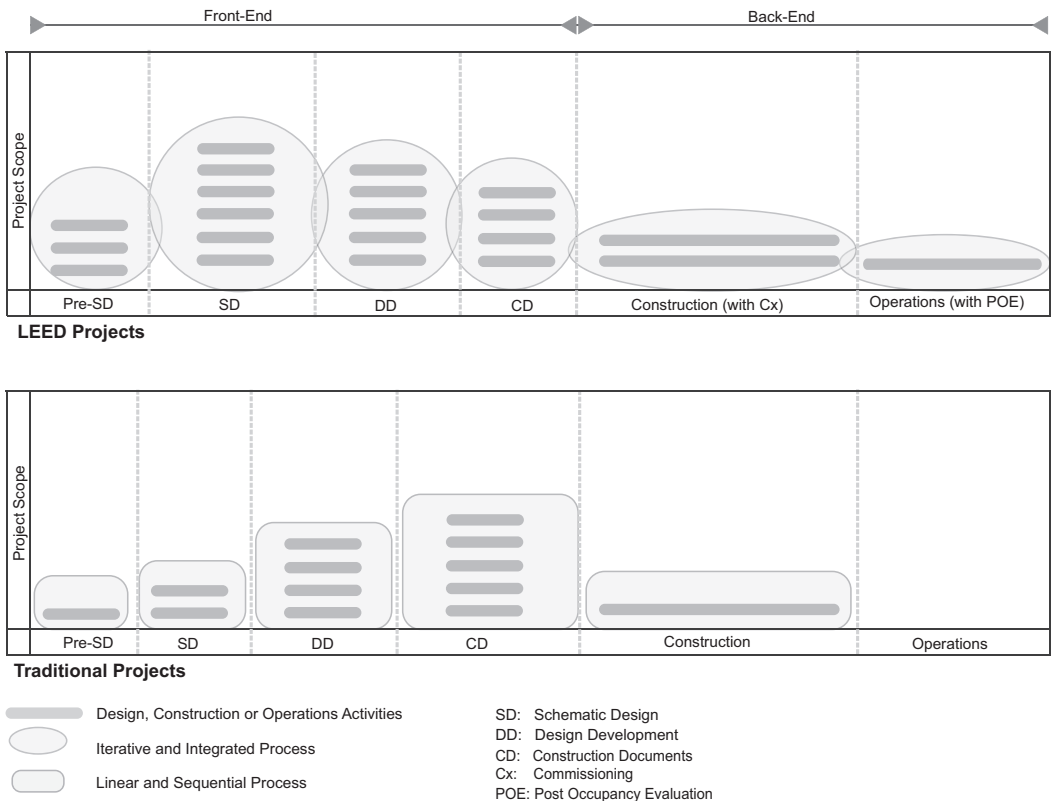 Front-End
Back-End
Project Scope
Pre-SD
SD
DD
CD
Construction (with Cx)
Operations (with POE)
LEED Projects
Project Scope
Pre-SD
SD
DD
CD
Construction
Operations
Traditional Projects
Design, Construction or Operations Activities
Iterative and Integrated Process
Linear and Sequential Process
SD: Schematic Design
DD: Design Development
CD: Construction Documents
Cx: Commissioning
POE: Post Occupancy Evaluation